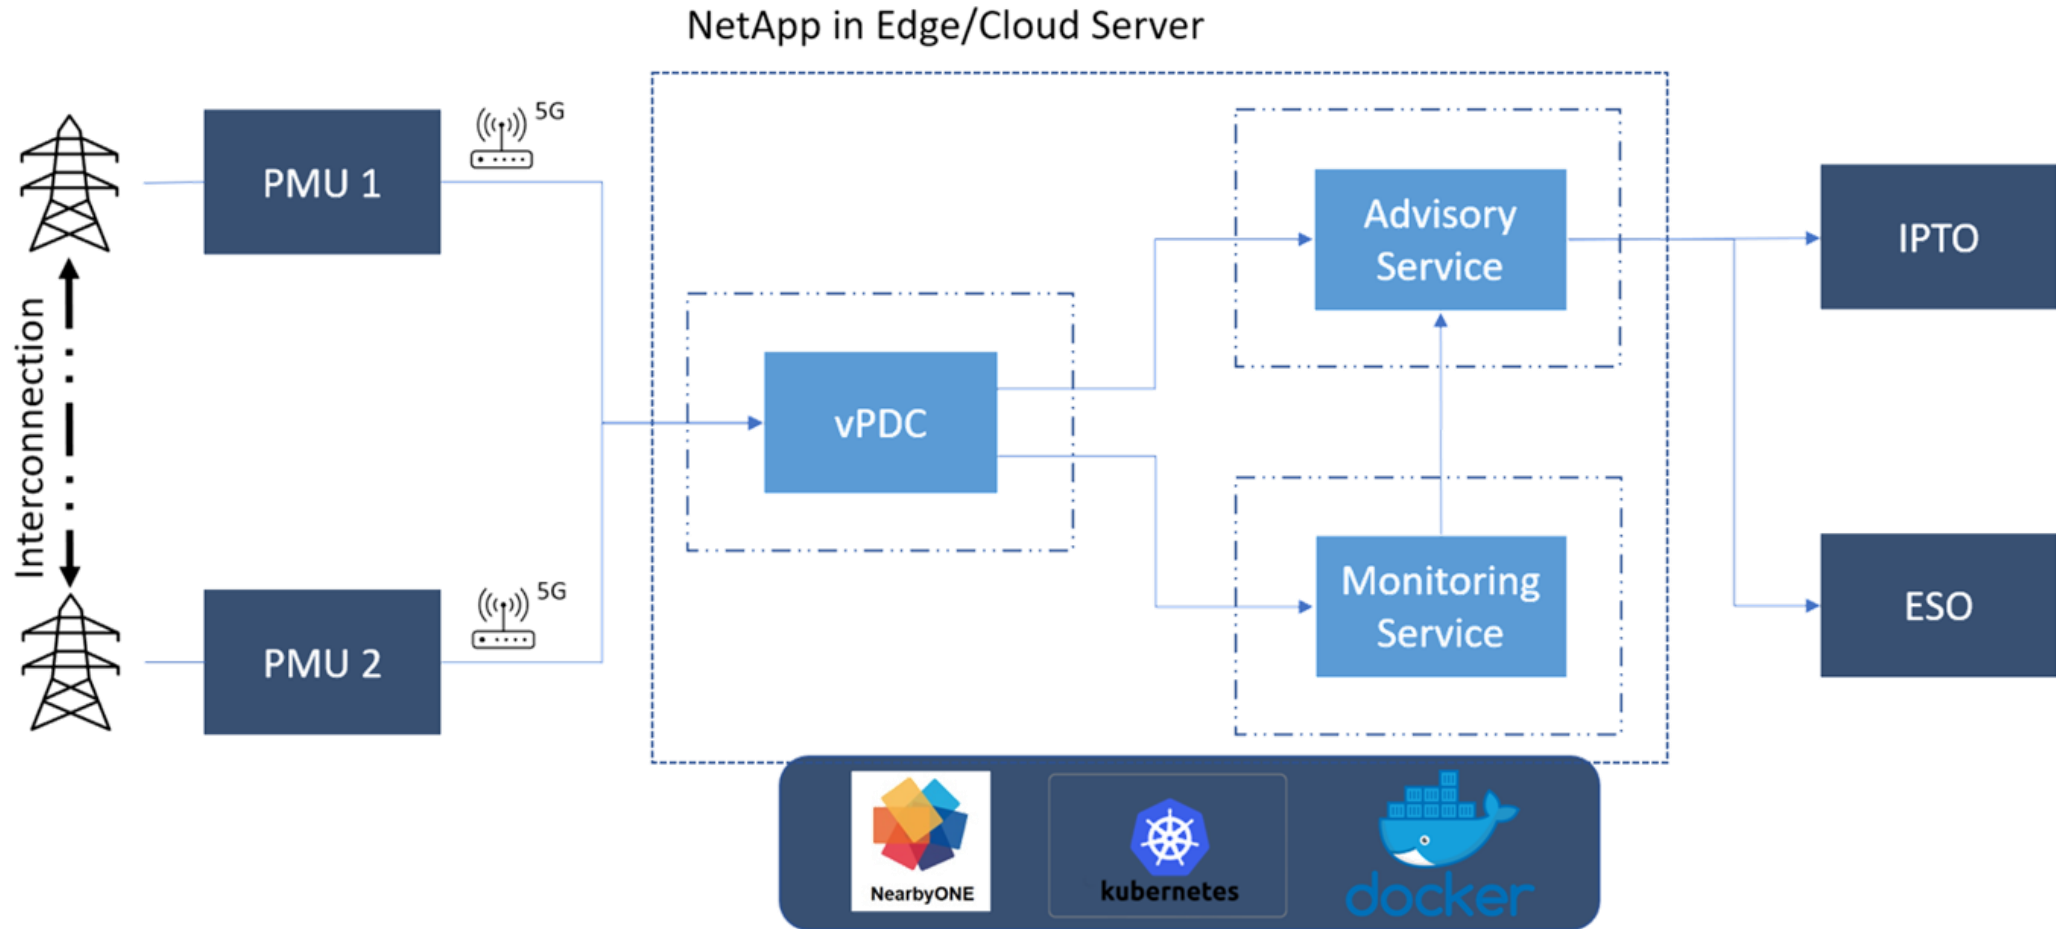 NetApp in Edge/Cloud Server
5G
PMU 1
Interconnection
5G
PMU 2
vPDC
Advisory
Service
Monitoring
Service
IPTO
ESO
NearbyONE
kubernetes
docker